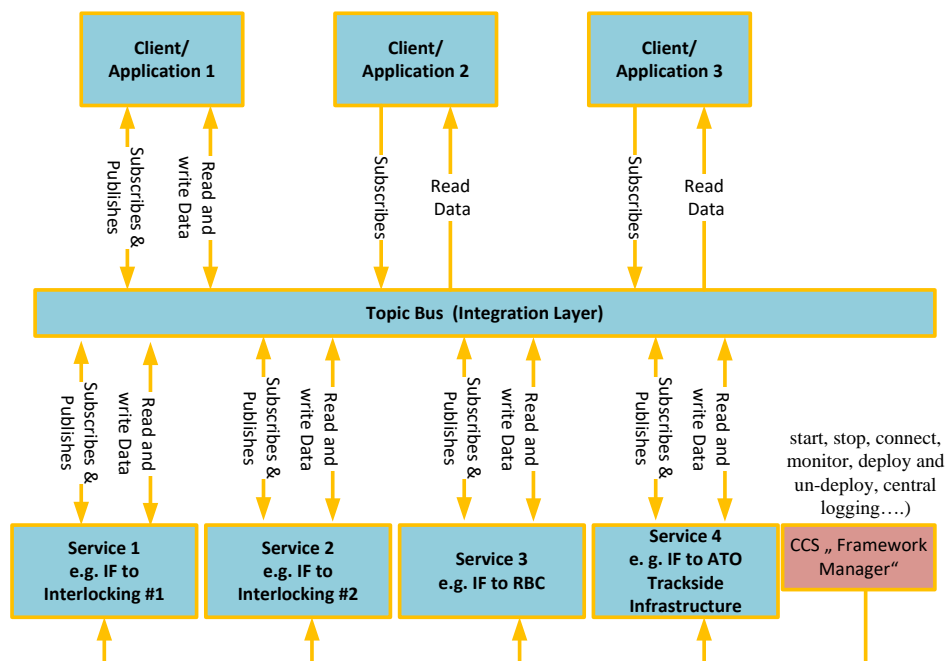 Client/
Application 1
Client/
Application 2
Client/
Application 3
Subscribes &
Publishes
Read and
write Data
Subscribes
Read
Data
Subscribes
Read
Data
Topic Bus (Integration Layer)
Subscribes &
Publishes
Read and
write Data
Subscribes &
Publishes
Read and
write Data
Subscribes &
Publishes
Read and
write Data
Subscribes &
Publishes
Read and
write Data
start, stop, connect,
monitor, deploy and
un-deploy, central
logging….)
Service 1
e.g. IF to
Interlocking #1
Service 2
e.g. IF to
Interlocking #2
Service 3
e.g. IF to RBC
Service 4
e. g. IF to ATO
Trackside
Infrastructure
CCS „ Framework
Manager“